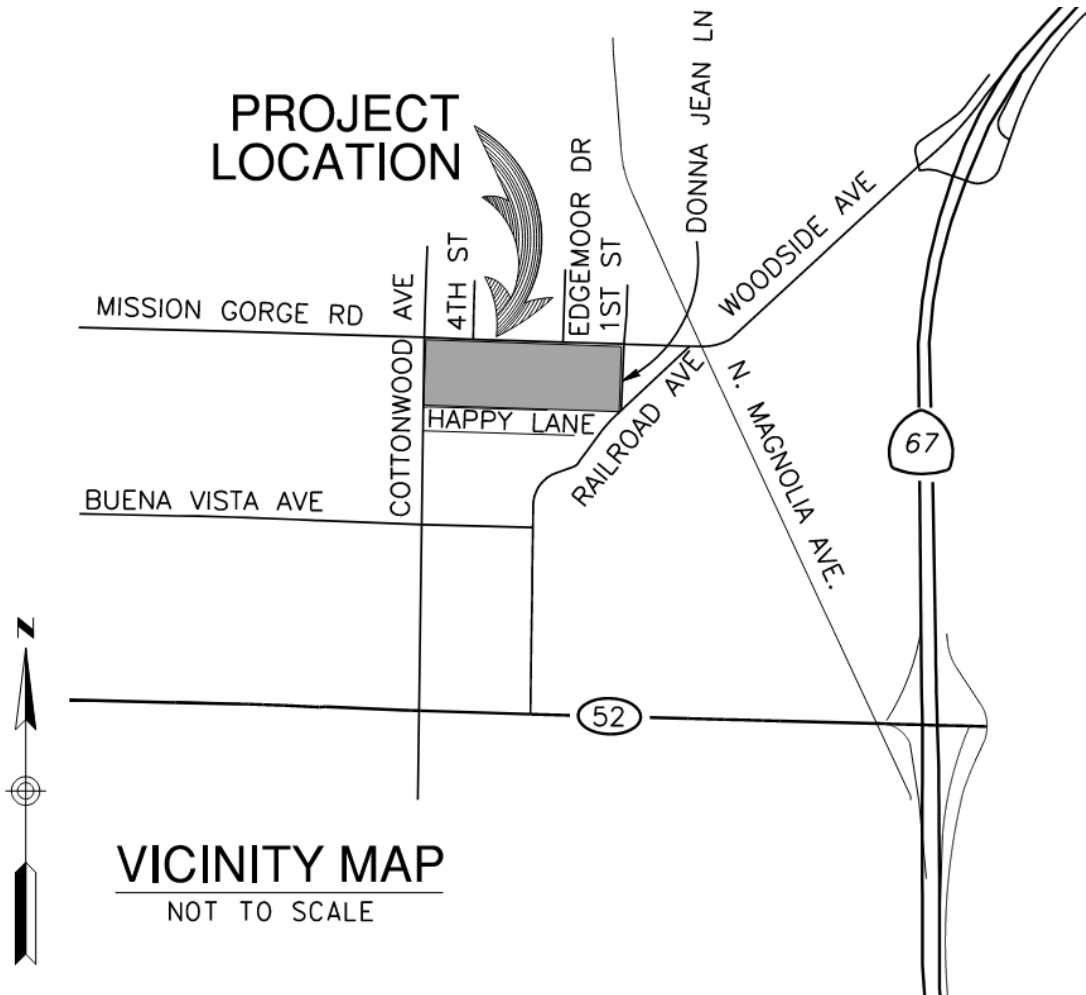 PROJECT
LOCATION
DONNA JEAN LN
EDGEMOOR DR
1ST ST
4TH ST
WOODSIDE AVE
MISSION GORGE RD
COTTONWOOD AVE
HAPPY LANE
RAILROAD AVE
N. MAGNOLIA AVE.
67
BUENA VISTA AVE
N
52
VICINITY MAP
NOT TO SCALE